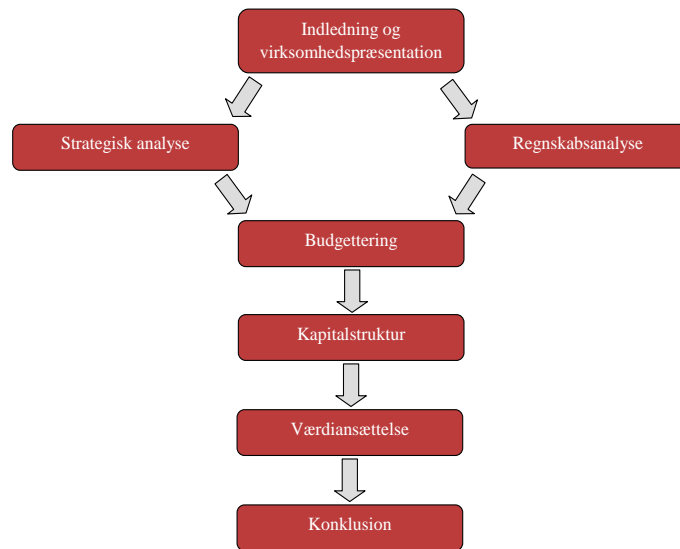 Indledning og
virksomhedspræsentation
Strategisk analyse
Regnskabsanalyse
Budgettering
Kapitalstruktur
Værdiansættelse
Konklusion